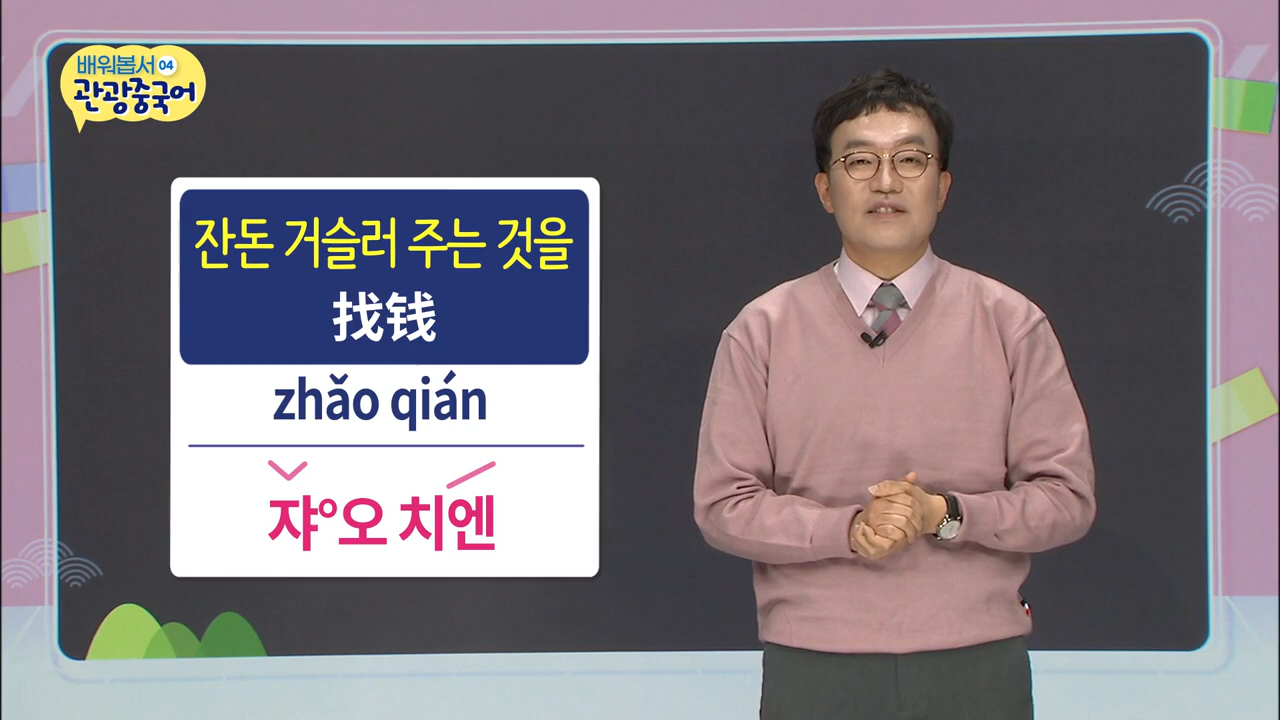 배워봅서 04
관광중국어
잔돈 거슬러 주는 것을
找钱
zhǎo qián
쟈°오 치엔